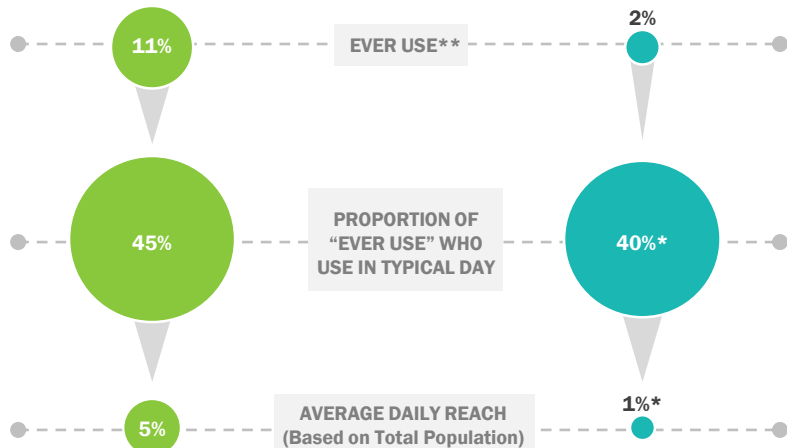 11%
EVER USE**
2%
45%
PROPORTION OF
“EVER USE” WHO
USE IN TYPICAL DAY
40%*
5%
AVERAGE DAILY REACH
(Based on Total Population)
1%*